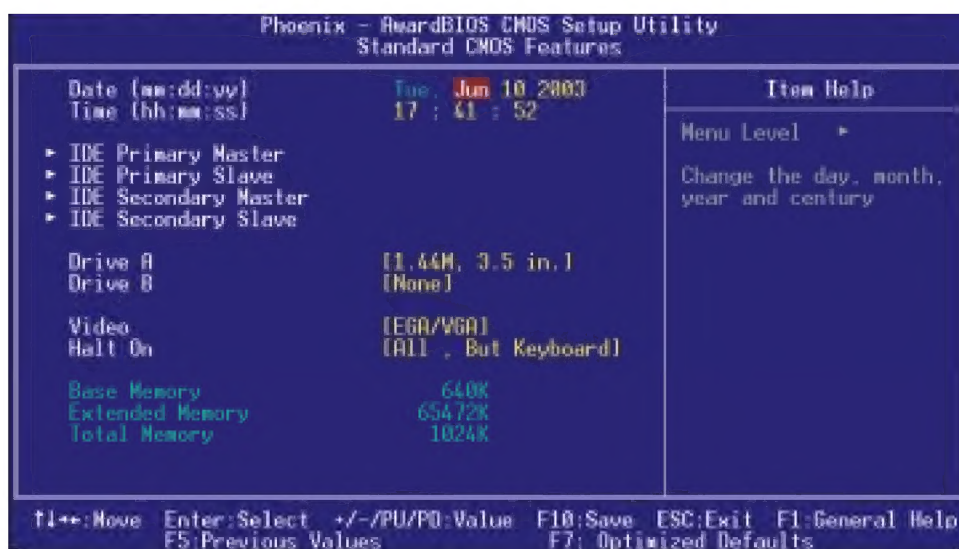 Phoenix - AwardBIOS CMOS Setup Utility
Standard CMOS Features
Date (mm:dd:yy) Tue, Jun 10 2003
Time (hh:mm:ss) 17 : 41 : 52
► IDE Primary Master
► IDE Primary Slave
► IDE Secondary Master
► IDE Secondary Slave
Drive A [1.44M, 3.5 in.]
Drive B [None]
Video [EGA/VGA]
Halt On [All , But Keyboard]
Base Memory 640K
Extended Memory 65472K
Total Memory 1024K
Item Help
Menu Level ►
Change the day, month,
year and century
↑↓→←:Move Enter:Select +/-/PU/PD:Value F10:Save ESC:Exit F1:General Help
F5:Previous Values F7: Optimized Defaults